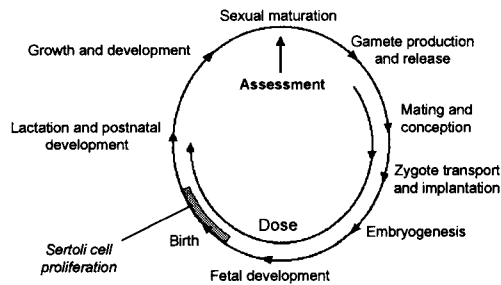 Sexual maturation
Growth and development
Gamete production
and release
Assessment
Lactation and postnatal
development
Mating and
conception
Zygote transport
and implantation
Dose
Embryogenesis
Birth
Sertoli cell
proliferation
Fetal development